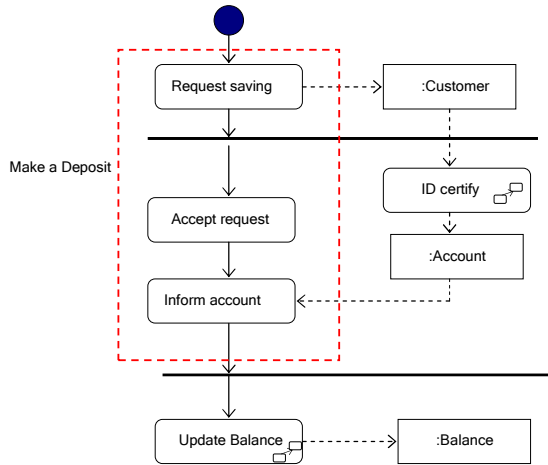 Request saving
:Customer
Make a Deposit
ID certify
Accept request
:Account
Inform account
Update Balance
:Balance